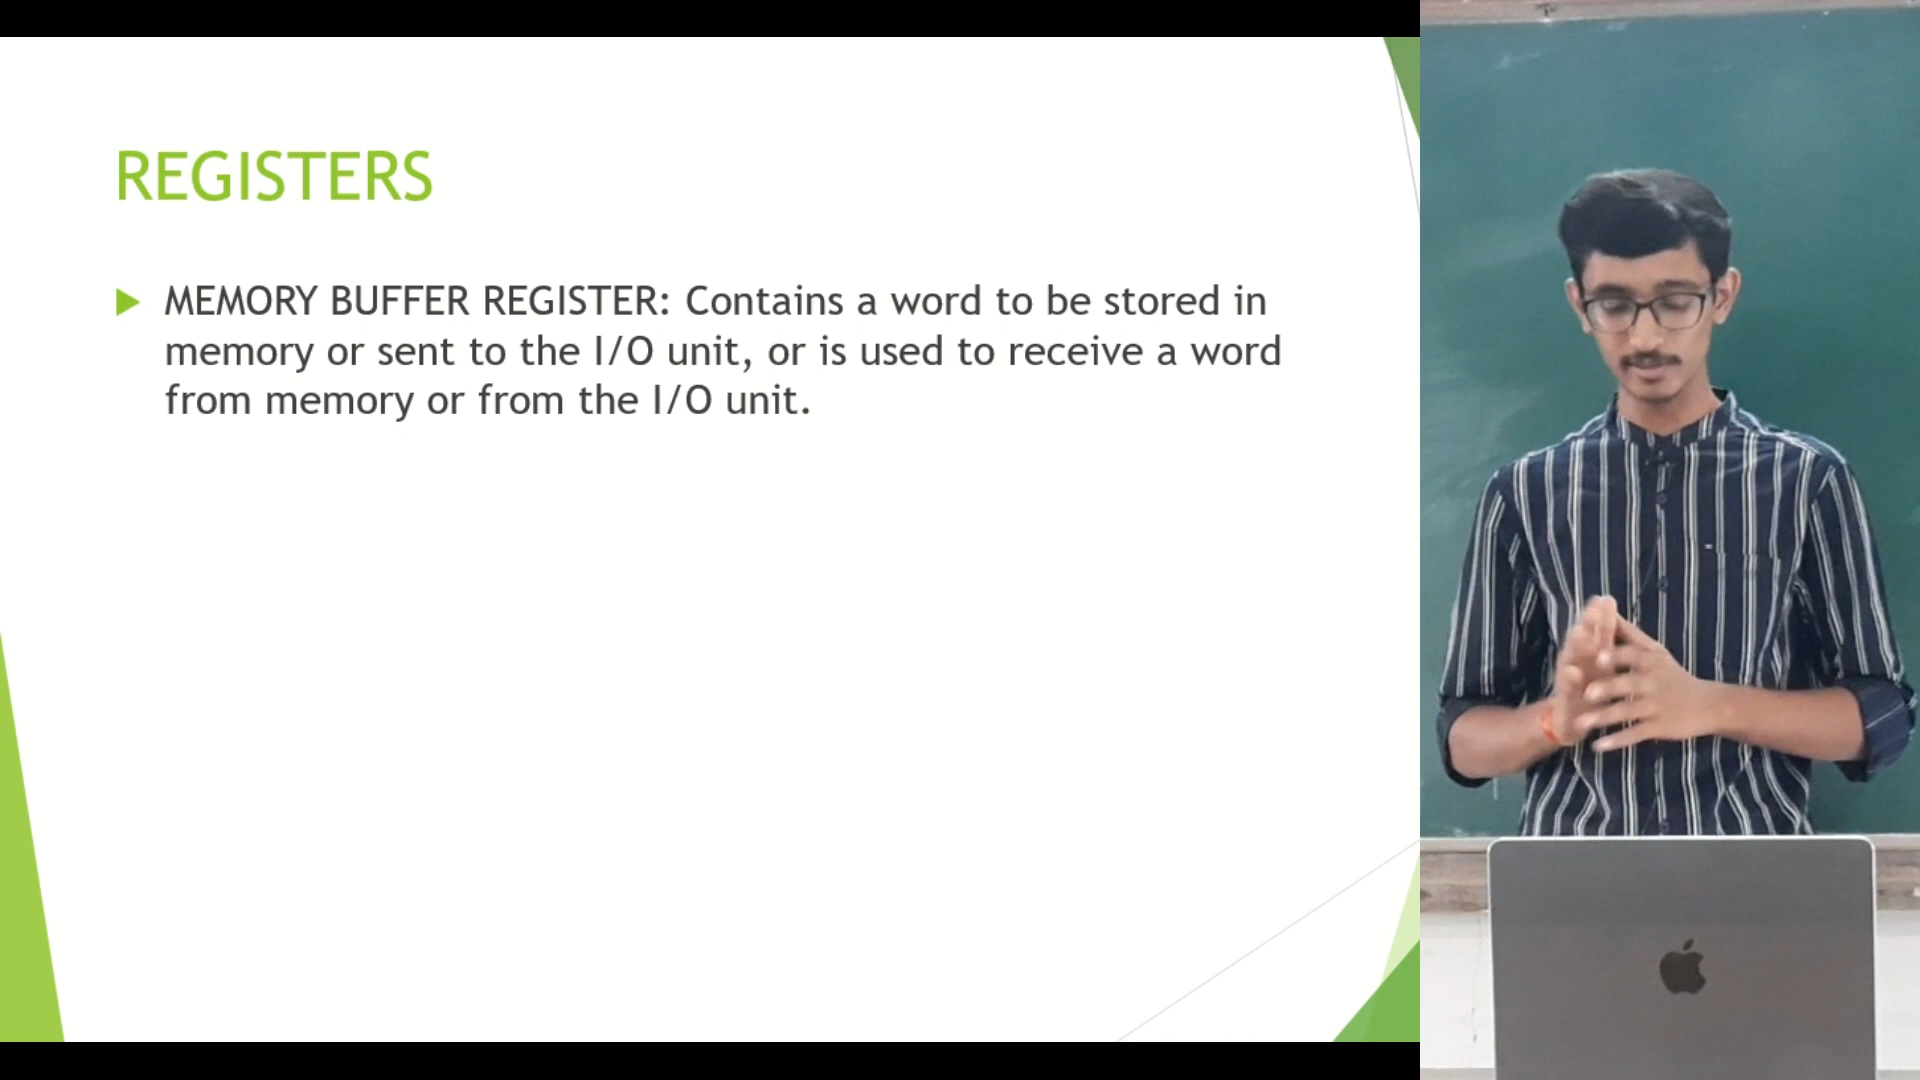 REGISTERS
MEMORY BUFFER REGISTER: Contains a word to be stored in
memory or sent to the I/O unit, or is used to receive a word
from memory or from the I/O unit.